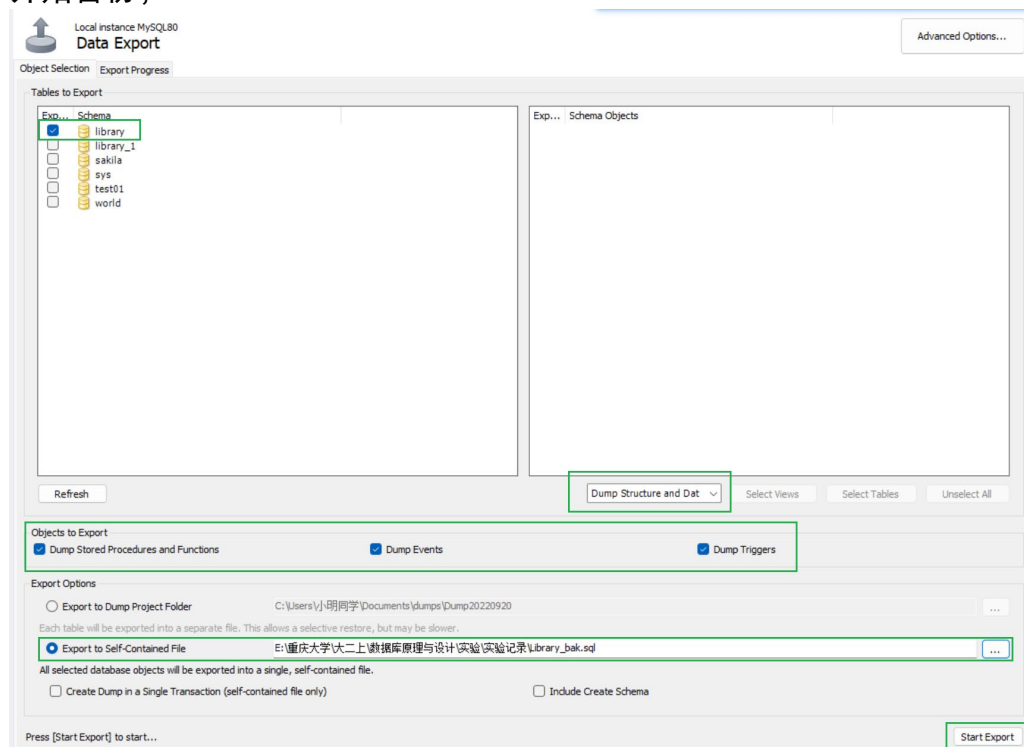 Local instance MySQL80
Data Export
Advanced Options...
Object Selection Export Progress
Tables to Export
Exp... Schema
library
library_1
sakila
sys
test01
world
Exp... Schema Objects
Refresh
Dump Structure and Dat
Select Views
Select Tables
Unselect All
Objects to Export
Dump Stored Procedures and Functions
Dump Events
Dump Triggers
Export Options
Export to Dump Project Folder
C:\Users\小明同学\Documents\dumps\Dump20220920
...
Each table will be exported into a separate file. This allows a selective restore, but may be slower.
Export to Self-Contained File
E:\重庆大学\大二上\数据库原理与设计\实验\实验记录\Library_bak.sql
...
All selected database objects will be exported into a single, self-contained file.
Create Dump in a Single Transaction (self-contained file only)
Include Create Schema
Press [Start Export] to start...
Start Export